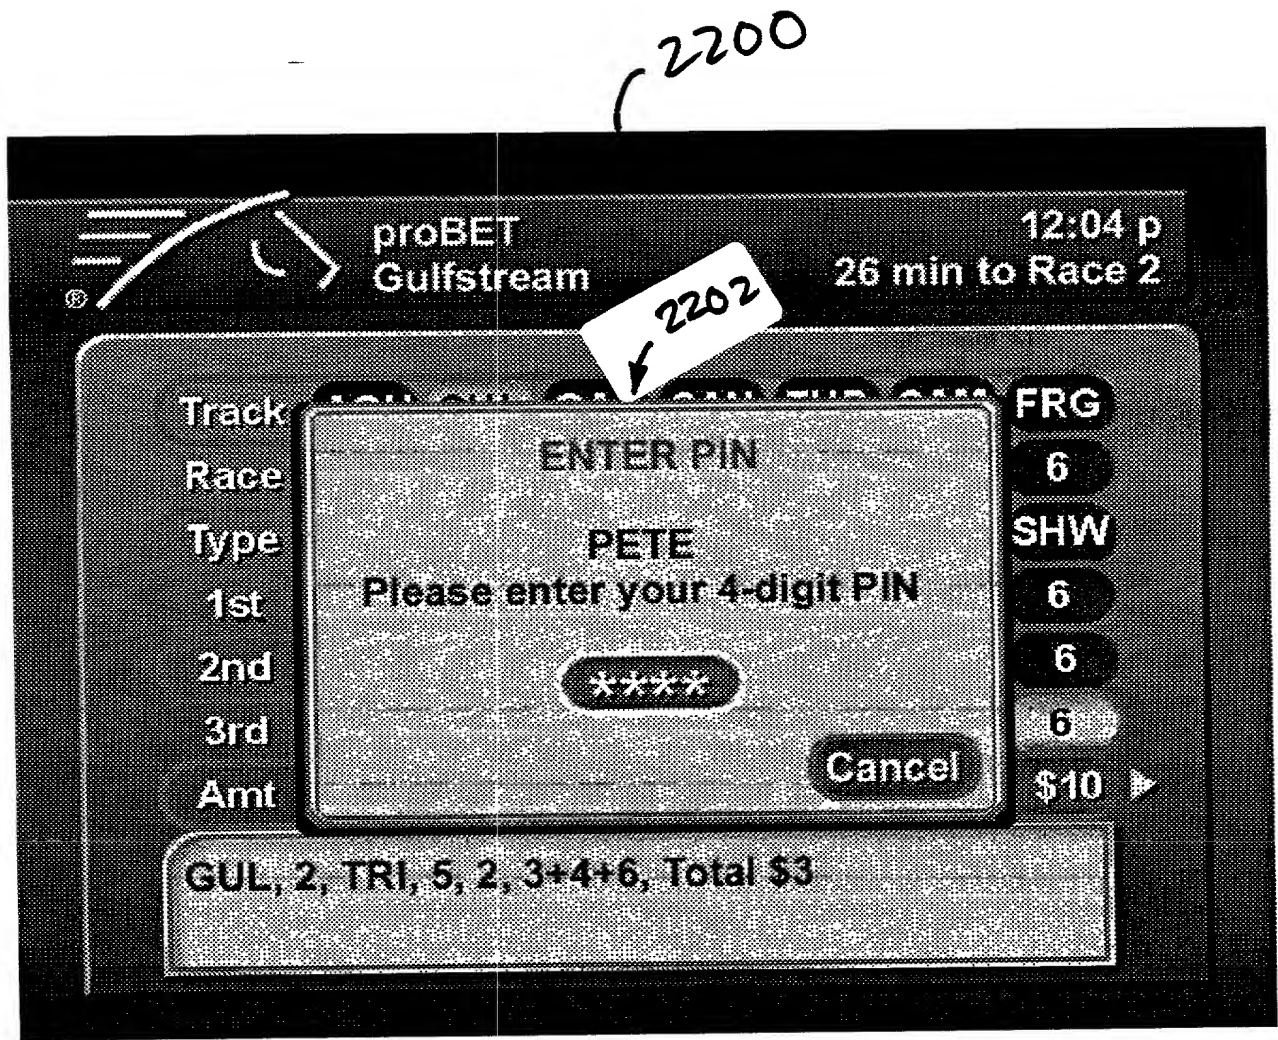 2200
proBET
Gulfstream
12:04 p
26 min to Race 2
®
2202
Track FRG
Race 6
Type SHW
1st 6
2nd 6
3rd 6
Amt $10
ENTER PIN
PETE
Please enter your 4-digit PIN
****
Cancel
GUL, 2, TRI, 5, 2, 3+4+6, Total $3